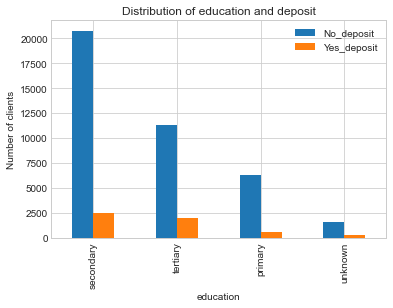 Distribution of education and deposit
No_deposit
Yes_deposit
20000
17500
15000
12500
10000
7500
5000
2500
0
Number of clients
secondary
tertiary
primary
unknown
education